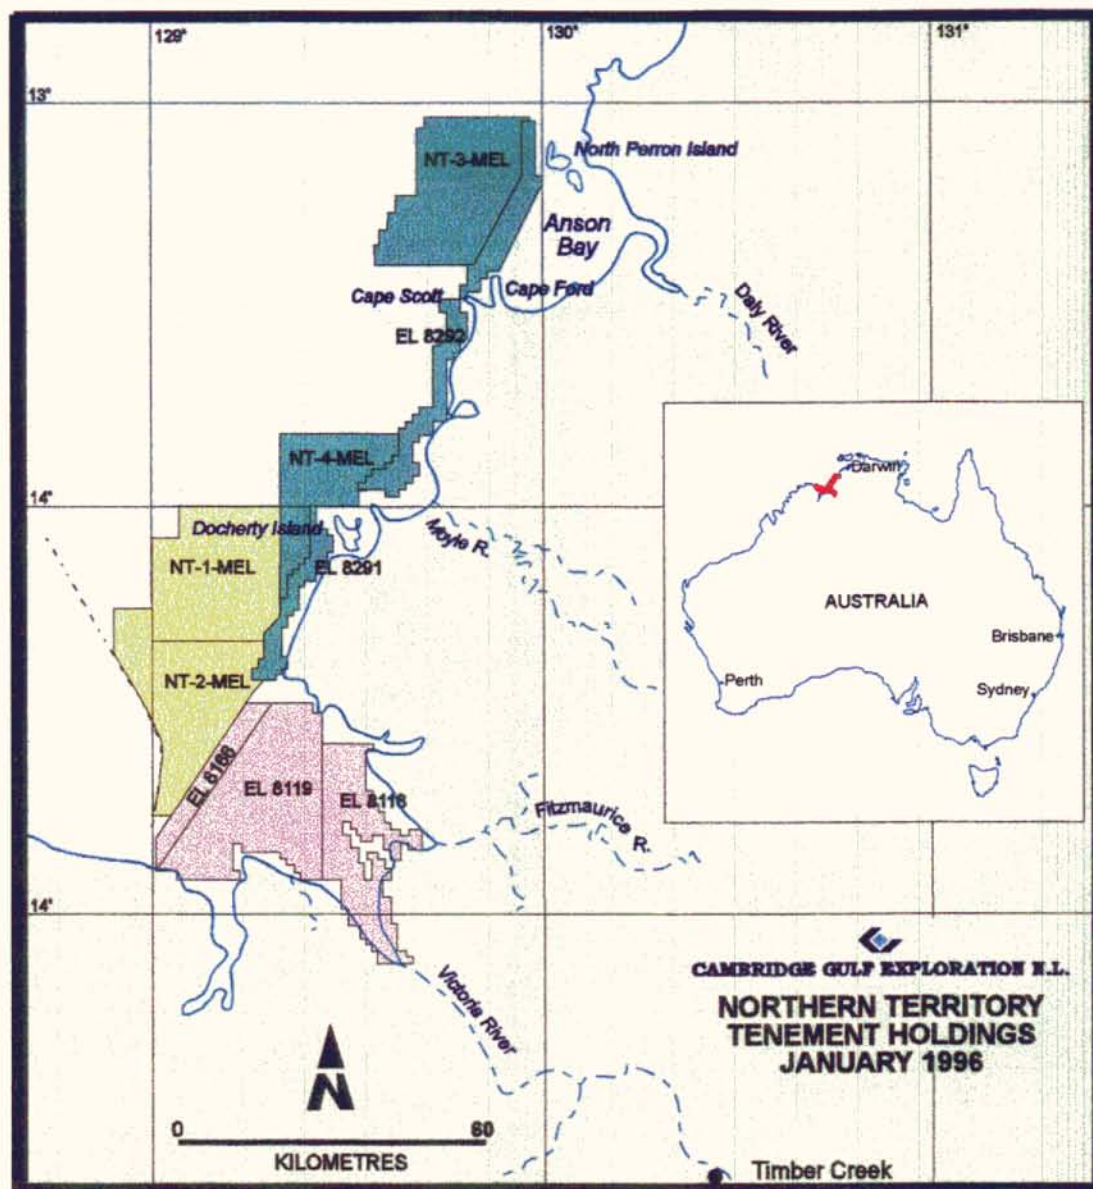 129° 130° 131°
13°
NT-3-MEL
North Perron Island
Anson
Bay
Cape Scott
Cape Ford
Daly River
EL 8292
NT-4-MEL
14°
Docherty Island
Moyle R.
NT-1-MEL
EL 8291
NT-2-MEL
EL 8168
EL 8119
EL 8118
Fitzmaurice
R.
14°
Victoria River
Darwin
AUSTRALIA
Brisbane
Perth
Sydney
CAMBRIDGE GULF EXPLORATION N.L.
NORTHERN TERRITORY
TENEMENT HOLDINGS
JANUARY 1996
N
0 60
KILOMETRES
Timber Creek